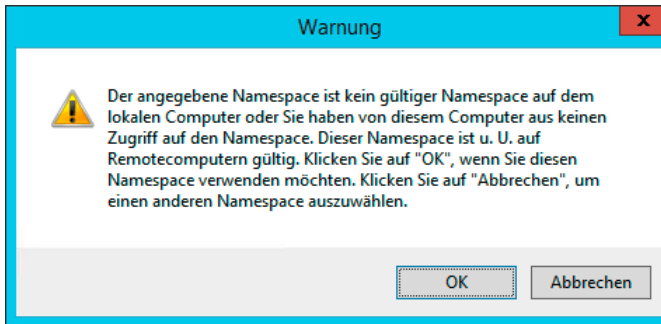 Warnung
x
Der angegebene Namespace ist kein gültiger Namespace auf dem
lokalen Computer oder Sie haben von diesem Computer aus keinen
Zugriff auf den Namespace. Dieser Namespace ist u. U. auf
Remotecomputern gültig. Klicken Sie auf "OK", wenn Sie diesen
Namespace verwenden möchten. Klicken Sie auf "Abbrechen", um
einen anderen Namespace auszuwählen.
OK
Abbrechen